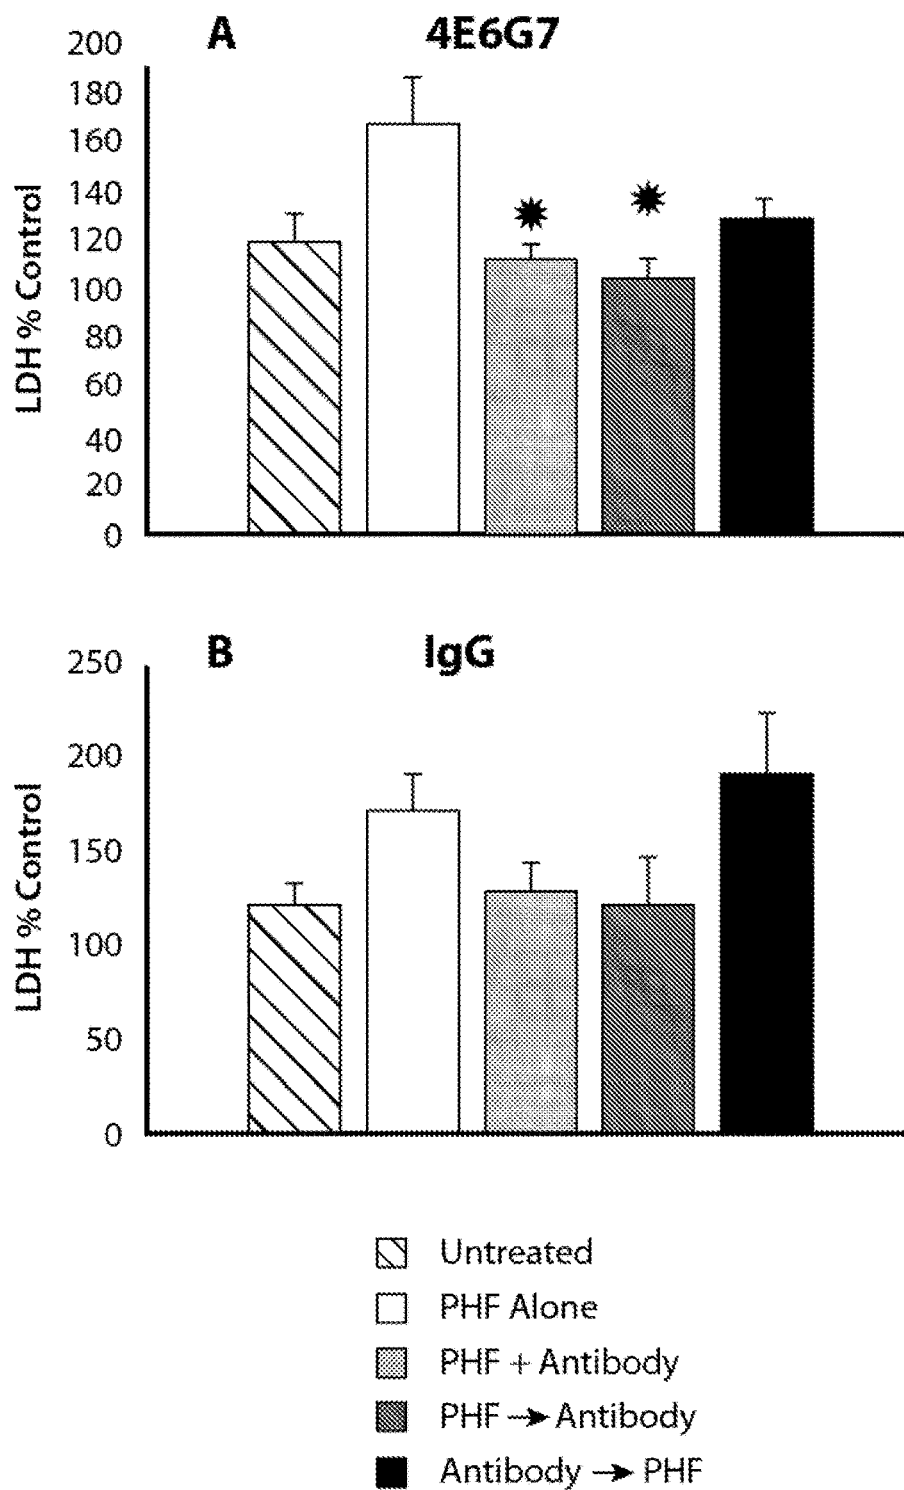 A 4E6G7
200
180
160
140
120
100
80
60
40
20
0
LDH % Control
B IgG
250
200
150
100
50
0
LDH % Control
Untreated
PHF Alone
PHF + Antibody
PHF → Antibody
Antibody → PHF